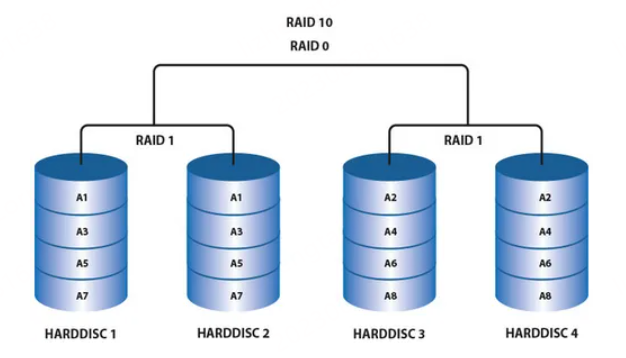 RAID 10
RAID 0
RAID 1 RAID 1
A1 A1 A2 A2
A3 A3 A4 A4
A5 A5 A6 A6
A7 A7 A8 A8
HARDDISC 1 HARDDISC 2 HARDDISC 3 HARDDISC 4